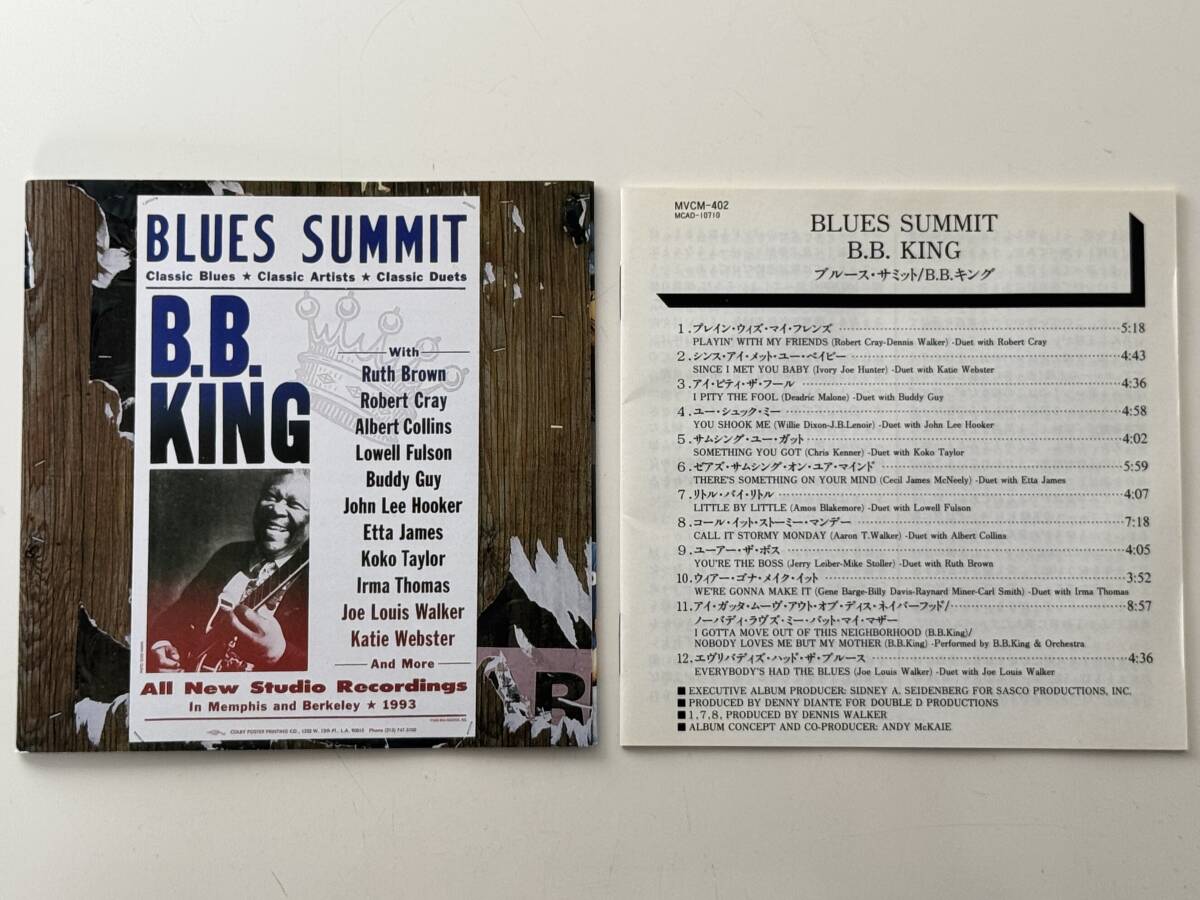 BLUES SUMMIT
Classic Blues ★ Classic Artists ★ Classic Duets
B.B.
KING
With
Ruth Brown
Robert Cray
Albert Collins
Lowell Fulson
Buddy Guy
John Lee Hooker
Etta James
Koko Taylor
Irma Thomas
Joe Louis Walker
Katie Webster
And More
All New Studio Recordings
In Memphis and Berkeley ★ 1993
COLBY POSTER PRINTING CO., 1332 W. 12th Pl., L.A. 90015 Phone (213) 747-5108
R
MVCM-402
MCAD-10710
BLUES SUMMIT
B.B. KING
ブルース・サミット/B.B.キング
1.プレイン・ウィズ・マイ・フレンズ 5:18
PLAYIN' WITH MY FRIENDS (Robert Cray-Dennis Walker) -Duet with Robert Cray
2.シンス・アイ・メット・ユー・ベイビー 4:43
SINCE I MET YOU BABY (Ivory Joe Hunter) -Duet with Katie Webster
3.アイ・ピティ・ザ・フール 4:36
I PITY THE FOOL (Deadric Malone) -Duet with Buddy Guy
4.ユー・シュック・ミー 4:58
YOU SHOOK ME (Willie Dixon-J.B.Lenoir) -Duet with John Lee Hooker
5.サムシング・ユー・ガット 4:02
SOMETHING YOU GOT (Chris Kenner) -Duet with Koko Taylor
6.ゼアズ・サムシング・オン・ユア・マインド 5:59
THERE'S SOMETHING ON YOUR MIND (Cecil James McNeely) -Duet with Etta James
7.リトル・バイ・リトル 4:07
LITTLE BY LITTLE (Amos Blakemore) -Duet with Lowell Fulson
8.コール・イット・ストーミー・マンデー 7:18
CALL IT STORMY MONDAY (Aaron T.Walker) -Duet with Albert Collins
9.ユーアー・ザ・ボス 4:05
YOU'RE THE BOSS (Jerry Leiber-Mike Stoller) -Duet with Ruth Brown
10.ウィアー・ゴナ・メイク・イット 3:52
WE'RE GONNA MAKE IT (Gene Barge-Billy Davis-Raynard Miner-Carl Smith) -Duet with Irma Thomas
11.アイ・ガッタ・ムーヴ・アウト・オブ・ディス・ネイバーフッド/ 8:57
ノーバディ・ラヴズ・ミー・バット・マイ・マザー
I GOTTA MOVE OUT OF THIS NEIGHBORHOOD (B.B.King)/
NOBODY LOVES ME BUT MY MOTHER (B.B.King) -Performed by B.B.King & Orchestra
12.エヴリバディズ・ハッド・ザ・ブルース 4:36
EVERYBODY'S HAD THE BLUES (Joe Louis Walker) -Duet with Joe Louis Walker
■ EXECUTIVE ALBUM PRODUCER: SIDNEY A. SEIDENBERG FOR SASCO PRODUCTIONS, INC.
■ PRODUCED BY DENNY DIANTE FOR DOUBLE D PRODUCTIONS
■ 1,7,8, PRODUCED BY DENNIS WALKER
■ ALBUM CONCEPT AND CO-PRODUCER: ANDY McKAIE